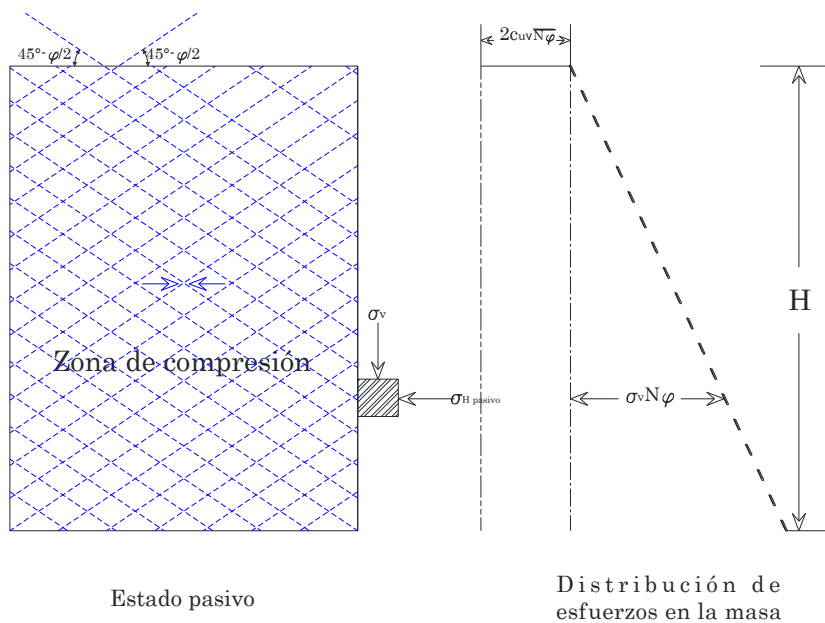 2cuv√Nφ
45°-φ/2
45°-φ/2
H
σv
Zona de compresión
σH pasivo
σvNφ
Estado pasivo
Distribución de
esfuerzos en la masa